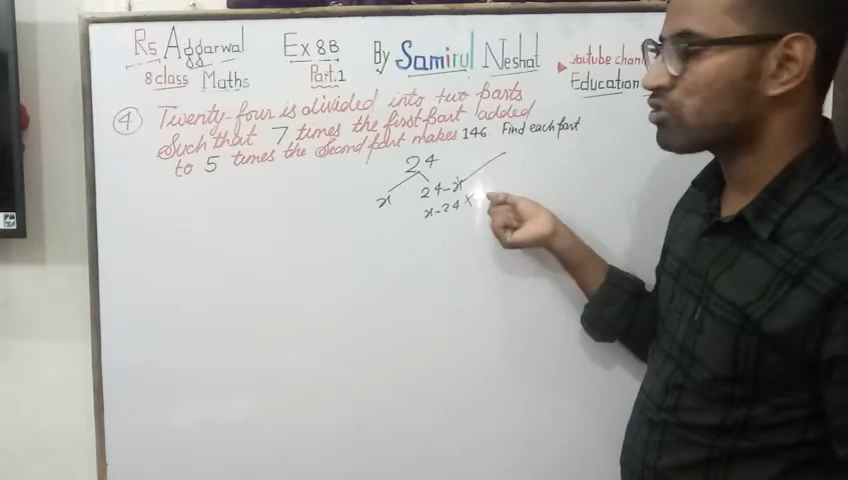 Rs Aggarwal Ex 8B By Samirul Neshat
8 class Maths Part.1
Youtube chan
Education
4 Twenty-four is divided into two parts
Such that 7 times the first part added
to 5 times the Second part makes 146. Find each part
24
x 24-x
x-24 x